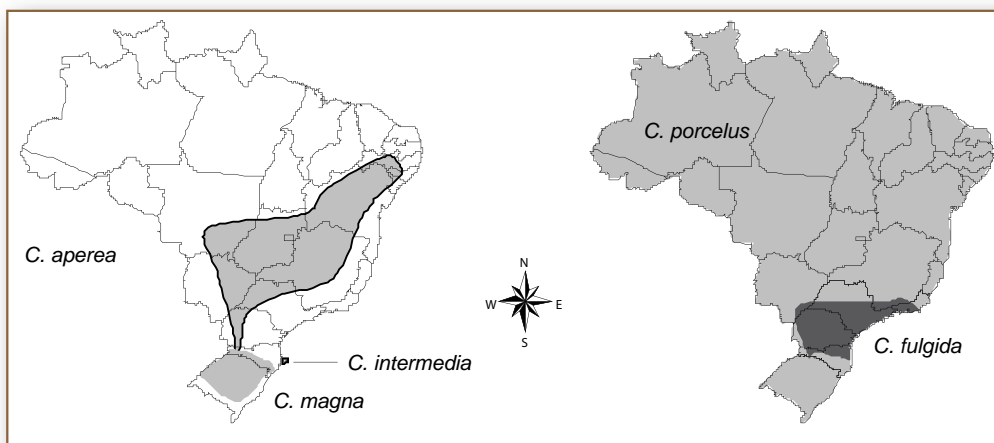 C. porcelus
C. aperea
N
W
E
S
C. intermedia
C. magna
C. fulgida